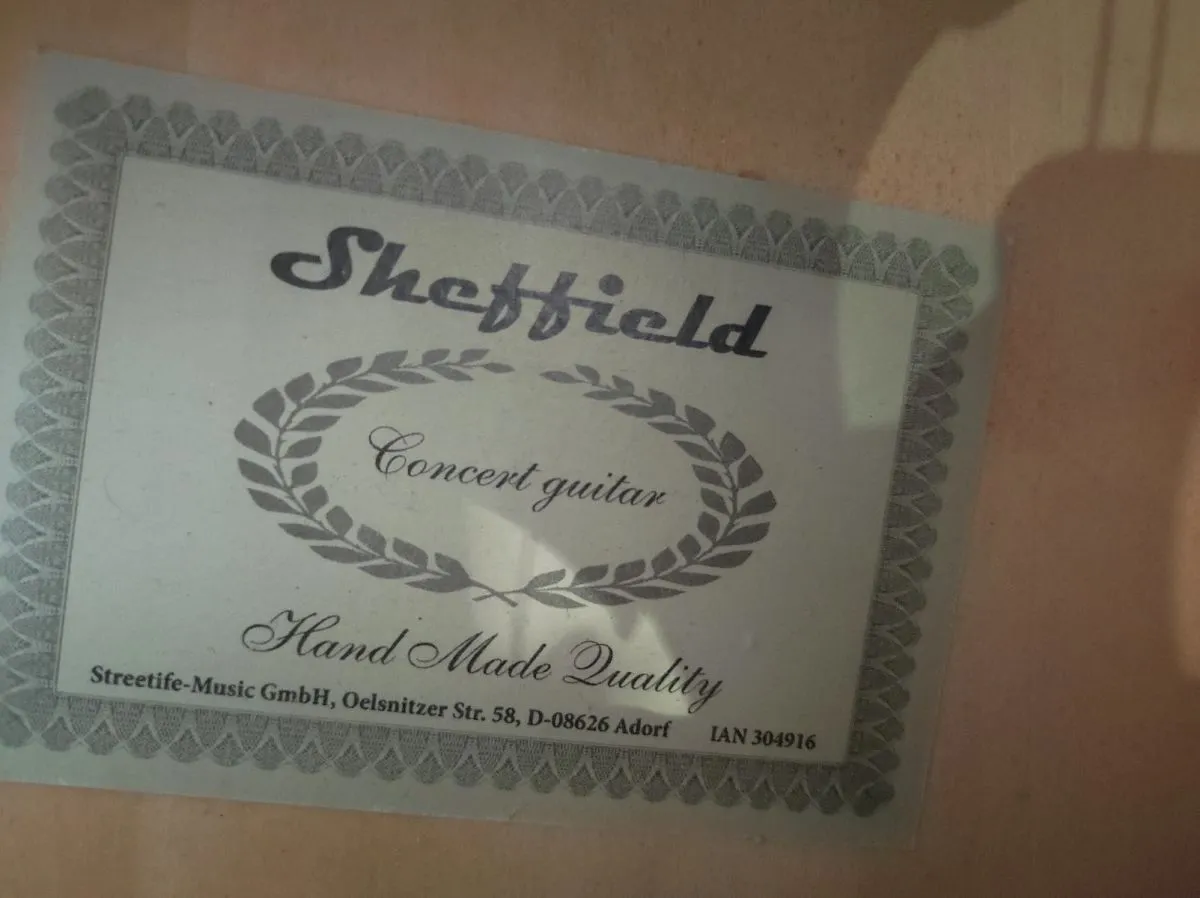 Sheffield
Concert guitar
Hand Made Quality
Streetife-Music GmbH, Oelsnitzer Str. 58, D-08626 Adorf IAN 304916